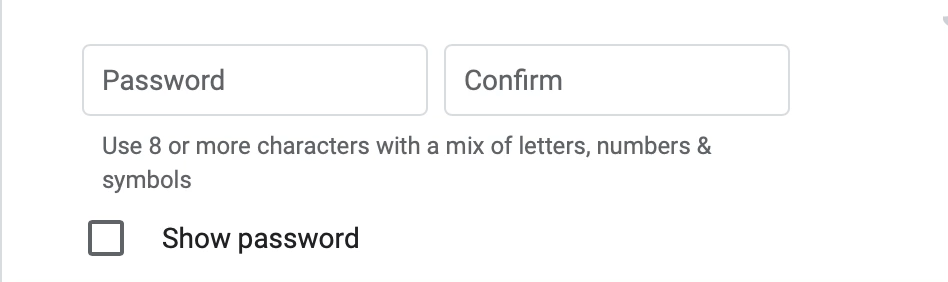 Password Confirm
Use 8 or more characters with a mix of letters, numbers &
symbols
Show password